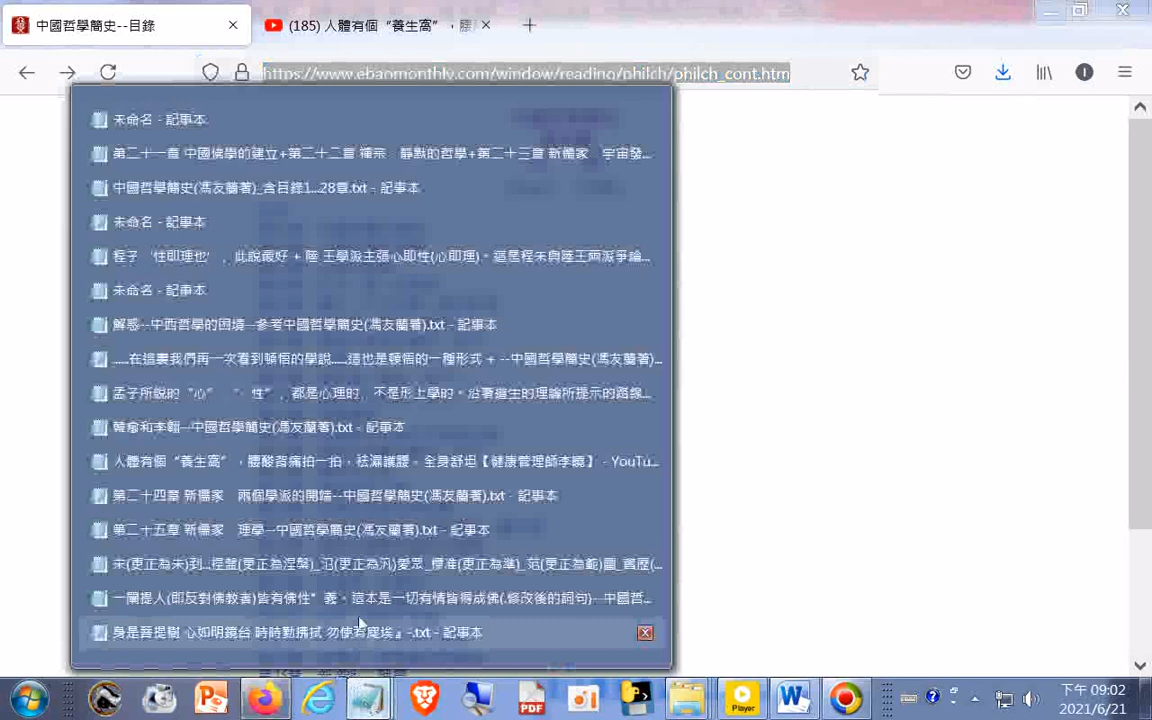 中國哲學簡史--目錄
(185) 人體有個“養生窩”，腰
https://www.ebaomonthly.com/window/reading/philch/philch_cont.htm
未命名 - 記事本
第二十一章 中國佛學的建立+第二十二章 禪宗 靜默的哲學+第二十三章 新儒家 宇宙發...
中國哲學簡史(馮友蘭著)_含目錄1...28章.txt - 記事本
未命名 - 記事本
程子 '性即理也'，此說最好 + 陸 王學派主張心即性(心即理)。這是程朱與陸王兩派爭論...
未命名 - 記事本
解惑--中西哲學的困境--參考中國哲學簡史(馮友蘭著).txt - 記事本
......在這裏我們再一次看到頓悟的學說......這也是頓悟的一種形式 + --中國哲學簡史(馮友蘭著)...
孟子所說的“心” “性”，都是心理的，不是形上學的。沿著道生的理論所提示的路線...
韓愈和李翱--中國哲學簡史(馮友蘭著).txt - 記事本
人體有個“養生窩”，腰酸背痛拍一拍，袪濕護腰。全身舒坦【健康管理師李曉】 - YouTu...
第二十四章 新儒家 兩個學派的開端--中國哲學簡史(馮友蘭著).txt - 記事本
第二十五章 新儒家 理學--中國哲學簡史(馮友蘭著).txt - 記事本
(更正為未)到...捏槃(更正為涅槃)_氾(更正為汎)愛眾_標准(更正為準)_范(更正為範)圍_舊歷(...
一闡提人(即反對佛教者)皆有佛性”義。這本是一切有情皆得成佛(.修改後的詞句)--中國哲...
身是菩提樹 心如明鏡台 時時勤拂拭 勿使若塵埃』-.txt - 記事本
PDF
Player
下午 09:02
2021/6/21